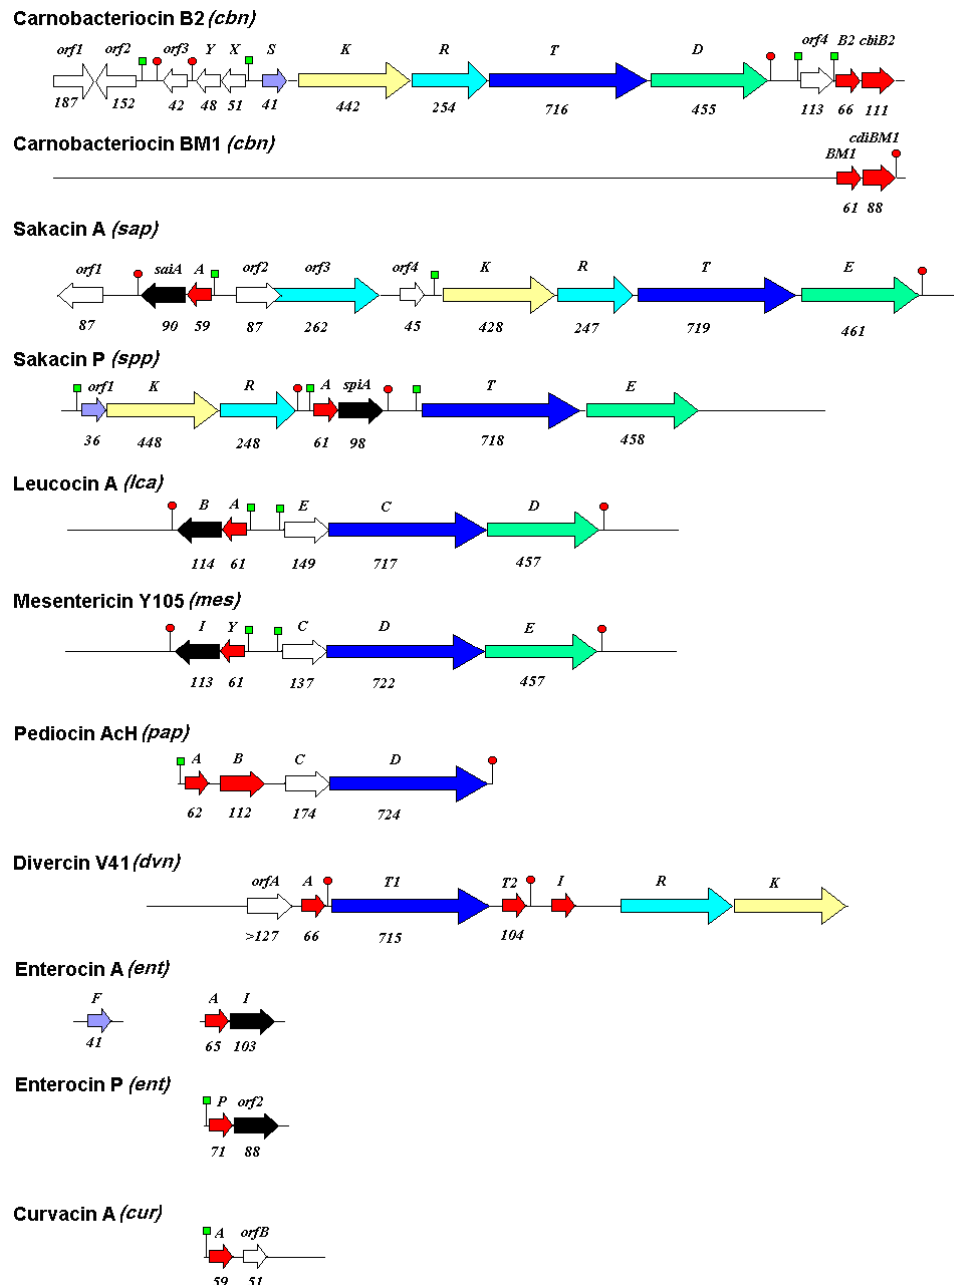 Carnobacteriocin B2 (cbn)
orf1 orf2 orf3 Y X S K R T D orf4 B2 cbiB2
187 152 42 48 51 41 442 254 716 455 113 66 111
Carnobacteriocin BM1 (cbn)
cdiBM1
BM1
61 88
Sakacin A (sap)
orf1 saiA A orf2 orf3 orf4 K R T E
87 90 59 87 262 45 428 247 719 461
Sakacin P (spp)
orf1 K R A spiA T E
36 448 248 61 98 718 458
Leucocin A (lca)
B A E C D
114 61 149 717 457
Mesentericin Y105 (mes)
I Y C D E
113 61 137 722 457
Pediocin AcH (pap)
A B C D
62 112 174 724
Divercin V41 (dvn)
orfA A T1 T2 I R K
>127 66 715 104
Enterocin A (ent)
F A I
41 65 103
Enterocin P (ent)
P orf2
71 88
Curvacin A (cur)
A orfB
59 51